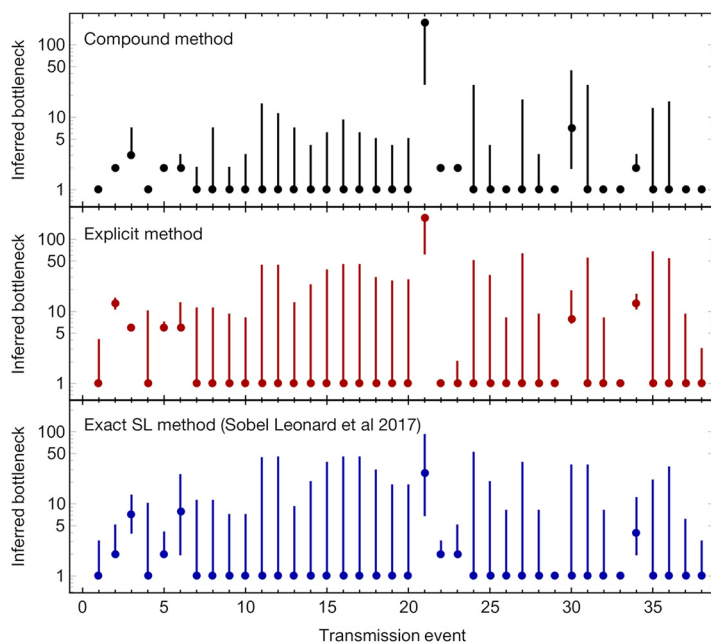 Compound method
Inferred bottleneck
100
50
10
5
1
Explicit method
Inferred bottleneck
100
50
10
5
1
Exact SL method (Sobel Leonard et al 2017)
Inferred bottleneck
100
50
10
5
1
0 5 10 15 20 25 30 35
Transmission event